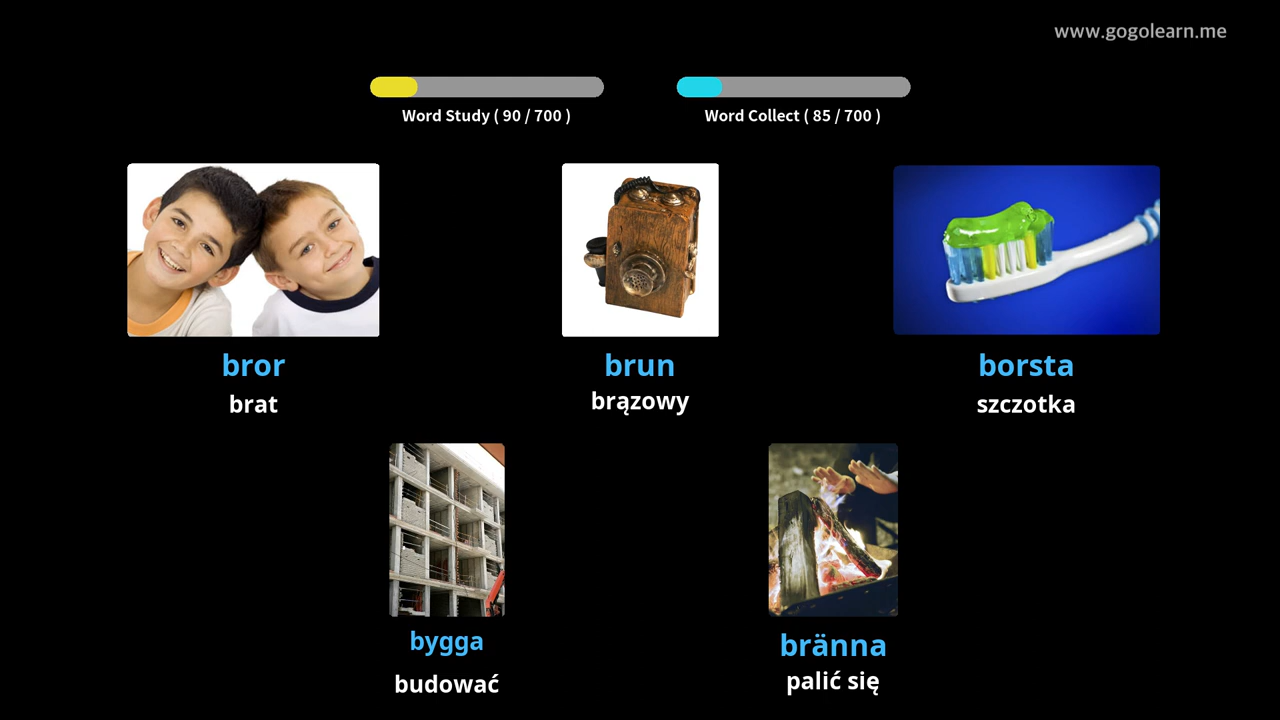 www.gogolearn.me
Word Study ( 90 / 700 )
Word Collect ( 85 / 700 )
bror
brat
brun
brązowy
borsta
szczotka
bygga
budować
bränna
palić się